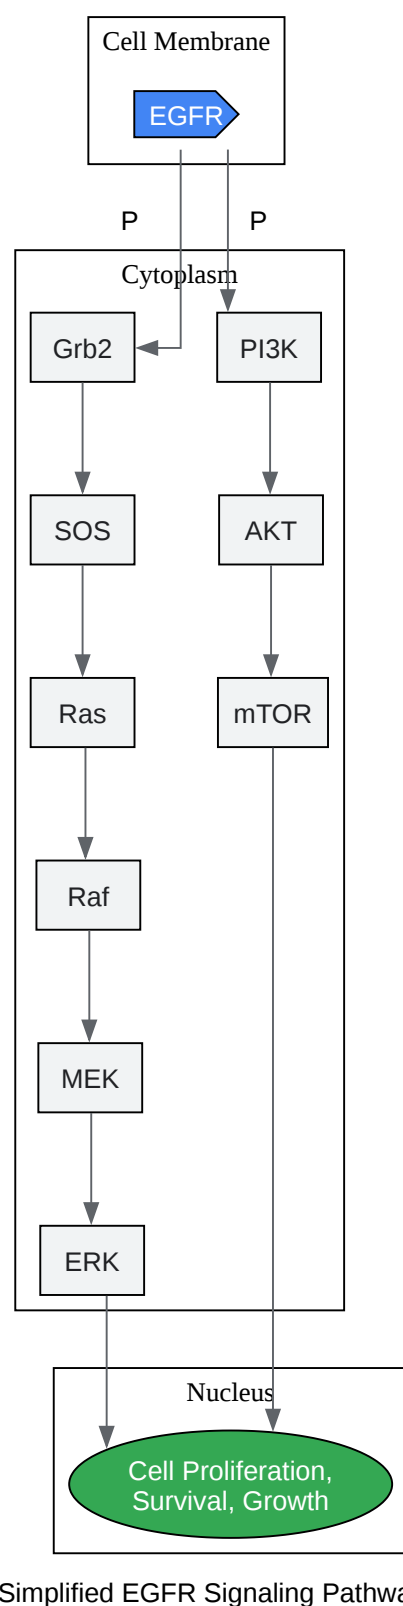 Cell Membrane
EGFR
P
P
Cytoplasm
Grb2
PI3K
SOS
AKT
Ras
mTOR
Raf
MEK
ERK
Nucleus
Cell Proliferation,
Survival, Growth
Simplified EGFR Signaling Pathwa